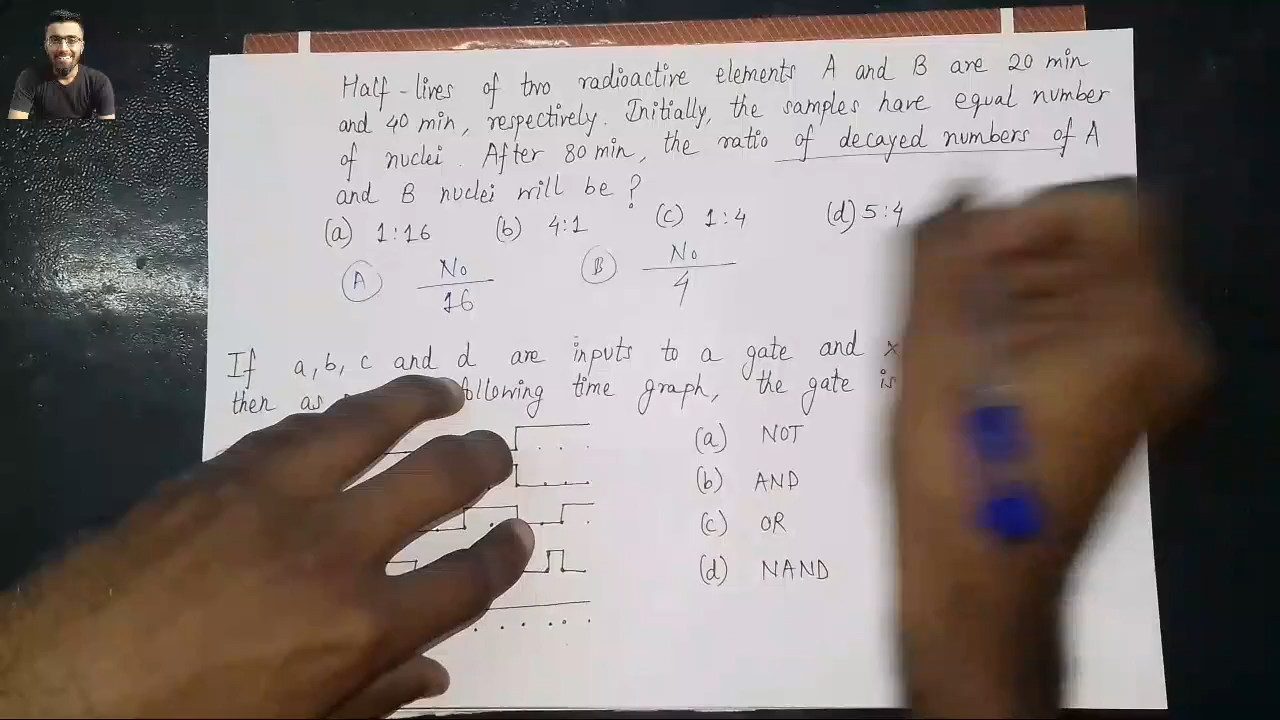 Half-lives of two radioactive elements A and B are 20 min
and 40 min, respectively. Initially, the samples have equal number
of nuclei. After 80 min, the ratio of decayed numbers of A
and B nuclei will be?
(a) 1:16 (b) 4:1 (c) 1:4 (d) 5:4
A No/16 B No/4
If a, b, c and d are inputs to a gate and x
then as following time graph, the gate is
(a) NOT
(b) AND
(c) OR
(d) NAND